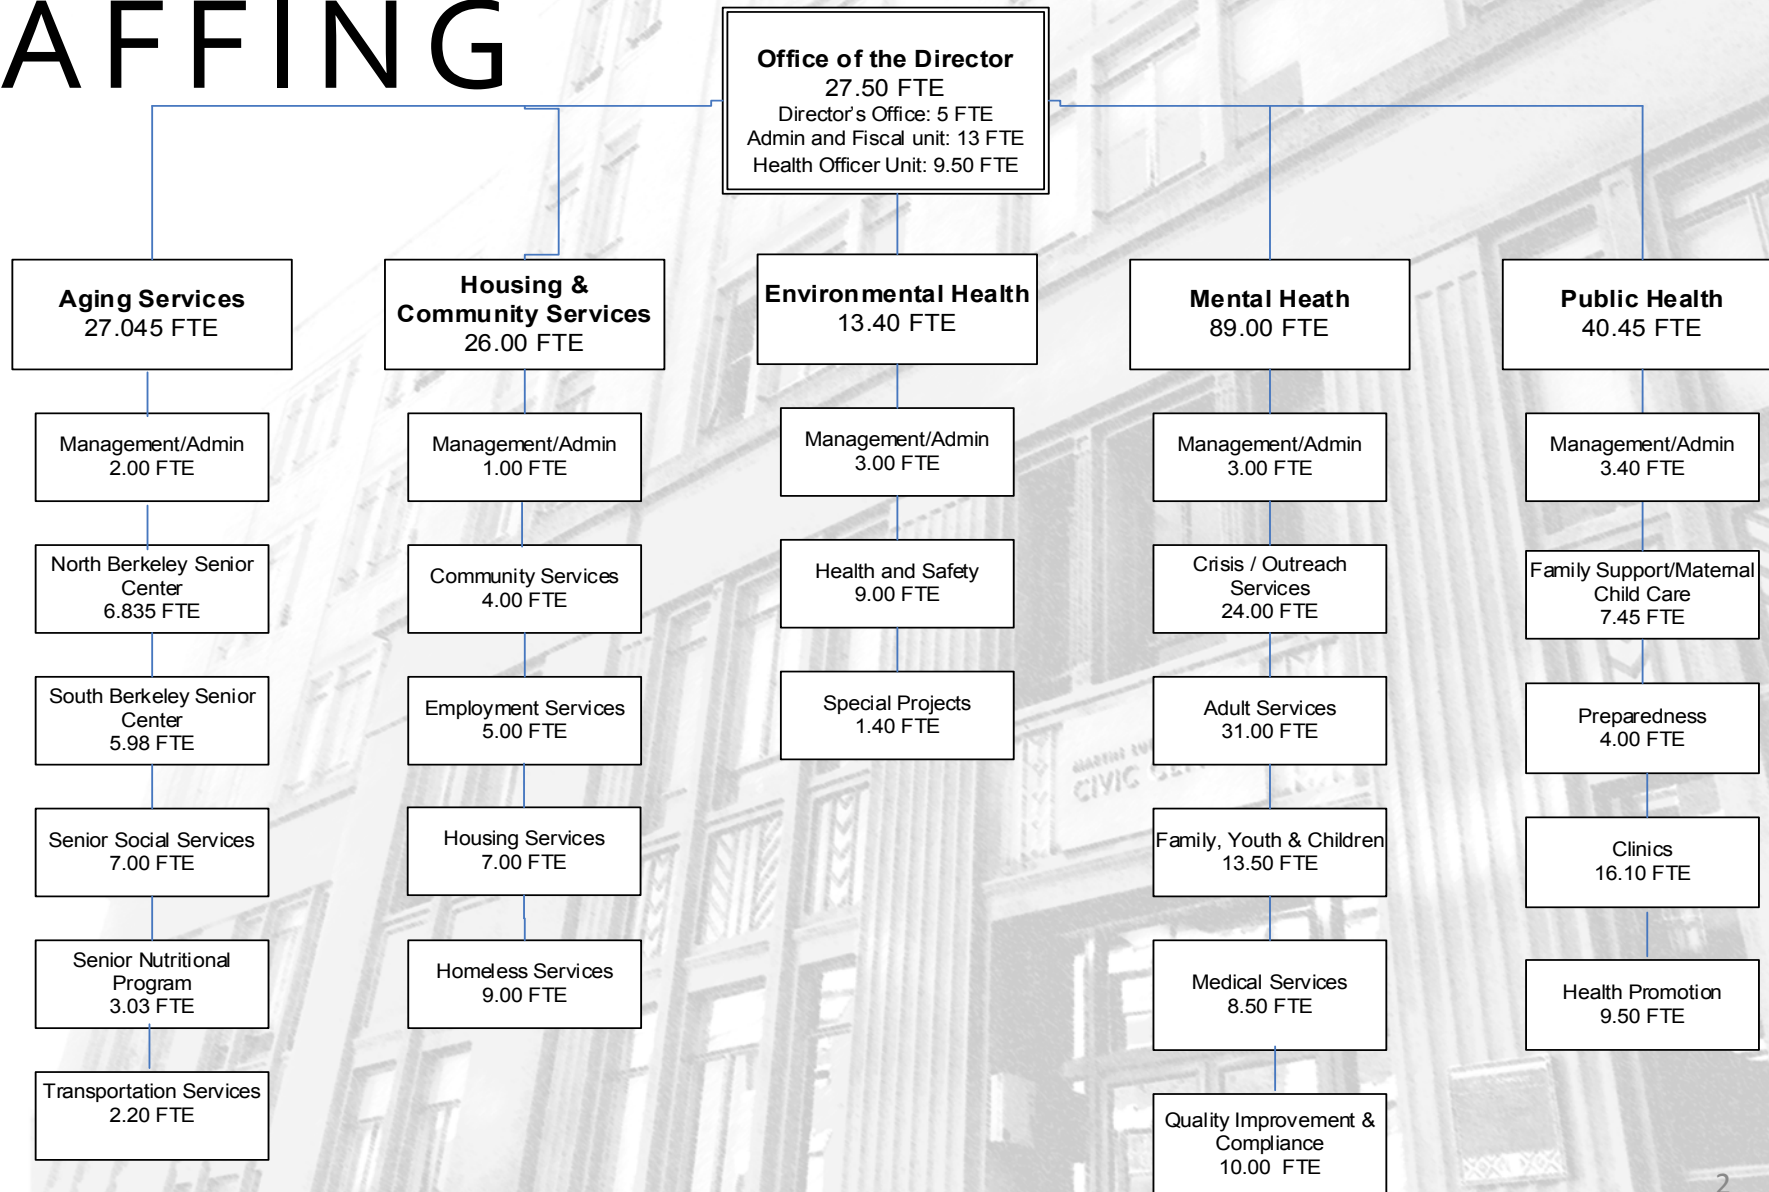 AFFING
Office of the Director
27.50 FTE
Director's Office: 5 FTE
Admin and Fiscal unit: 13 FTE
Health Officer Unit: 9.50 FTE
Aging Services
27.045 FTE
Management/Admin
2.00 FTE
North Berkeley Senior
Center
6.835 FTE
South Berkeley Senior
Center
5.98 FTE
Senior Social Services
7.00 FTE
Senior Nutritional
Program
3.03 FTE
Transportation Services
2.20 FTE
Housing &
Community Services
26.00 FTE
Management/Admin
1.00 FTE
Community Services
4.00 FTE
Employment Services
5.00 FTE
Housing Services
7.00 FTE
Homeless Services
9.00 FTE
Environmental Health
13.40 FTE
Management/Admin
3.00 FTE
Health and Safety
9.00 FTE
Special Projects
1.40 FTE
Mental Heath
89.00 FTE
Management/Admin
3.00 FTE
Crisis / Outreach
Services
24.00 FTE
Adult Services
31.00 FTE
Family, Youth & Children
13.50 FTE
Medical Services
8.50 FTE
Quality Improvement &
Compliance
10.00 FTE
Public Health
40.45 FTE
Management/Admin
3.40 FTE
Family Support/Maternal
Child Care
7.45 FTE
Preparedness
4.00 FTE
Clinics
16.10 FTE
Health Promotion
9.50 FTE
CIVIC
2